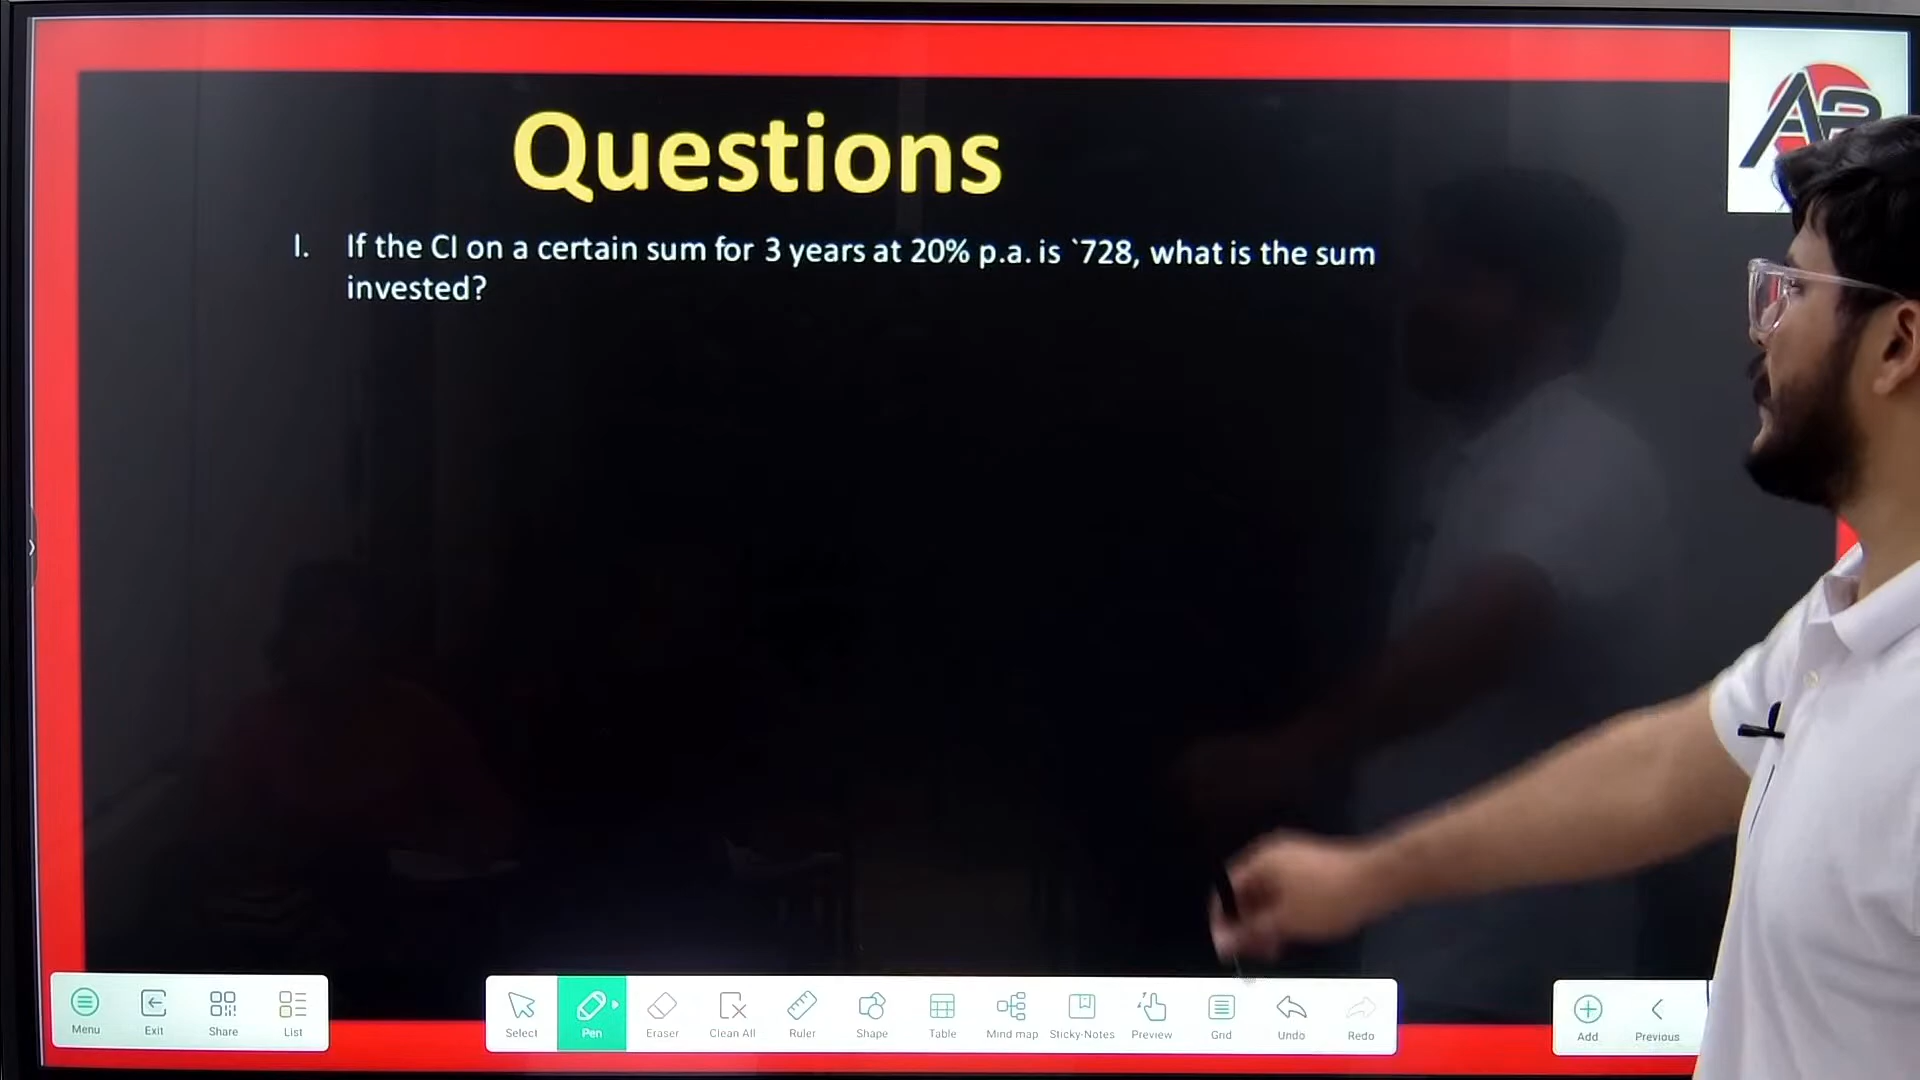 Questions
I. If the CI on a certain sum for 3 years at 20% p.a. is `728, what is the sum
invested?
Menu
Exit
Share
List
Select
Pen
Eraser
Clean All
Ruler
Shape
Table
Mind map
Sticky-Notes
Preview
Grid
Undo
Redo
Add
Previous